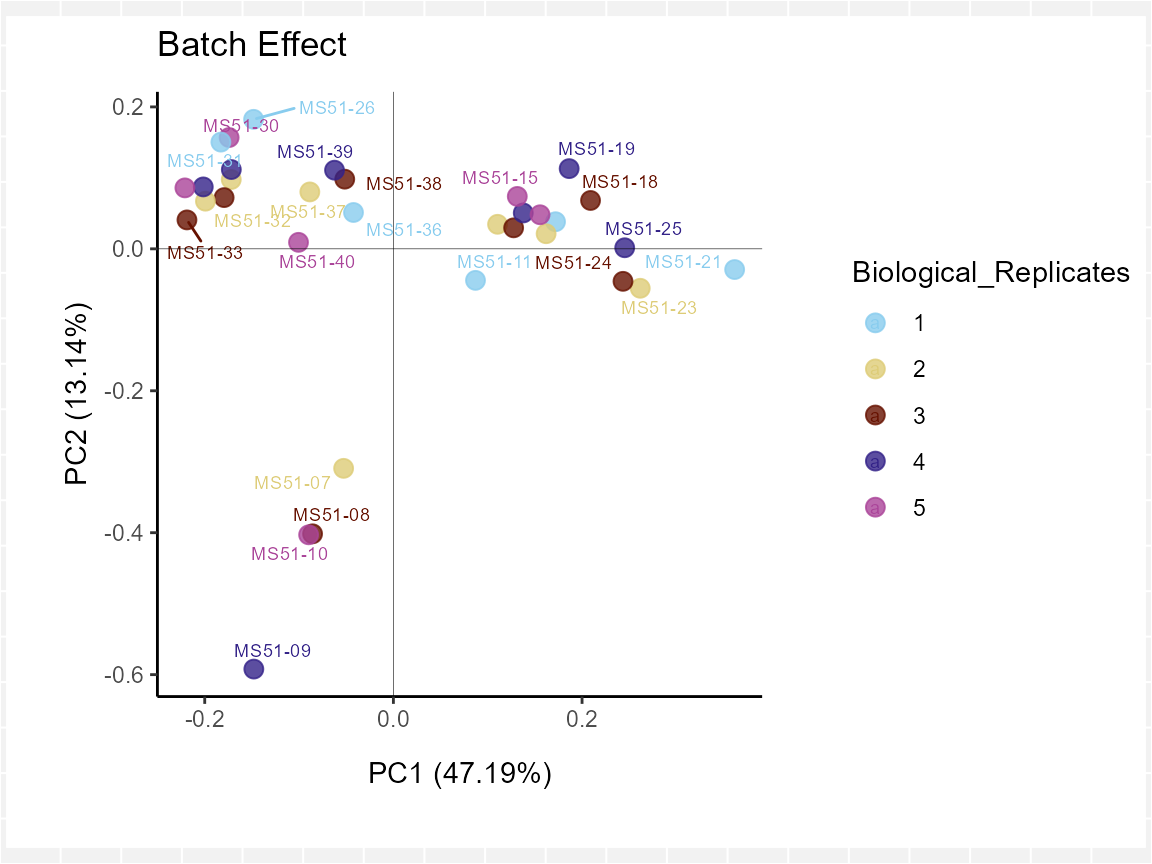 Batch Effect
0.2
0.0
-0.2
-0.4
-0.6
PC2 (13.14%)
MS51-26
MS51-30
MS51-39
MS51-19
MS51-31
MS51-15
MS51-38
MS51-18
MS51-37
MS51-32
MS51-36
MS51-25
MS51-33
MS51-40
MS51-11
MS51-24
MS51-21
MS51-23
MS51-07
MS51-08
MS51-10
MS51-09
-0.2
0.0
0.2
PC1 (47.19%)
Biological_Replicates
a 1
a 2
a 3
a 4
a 5